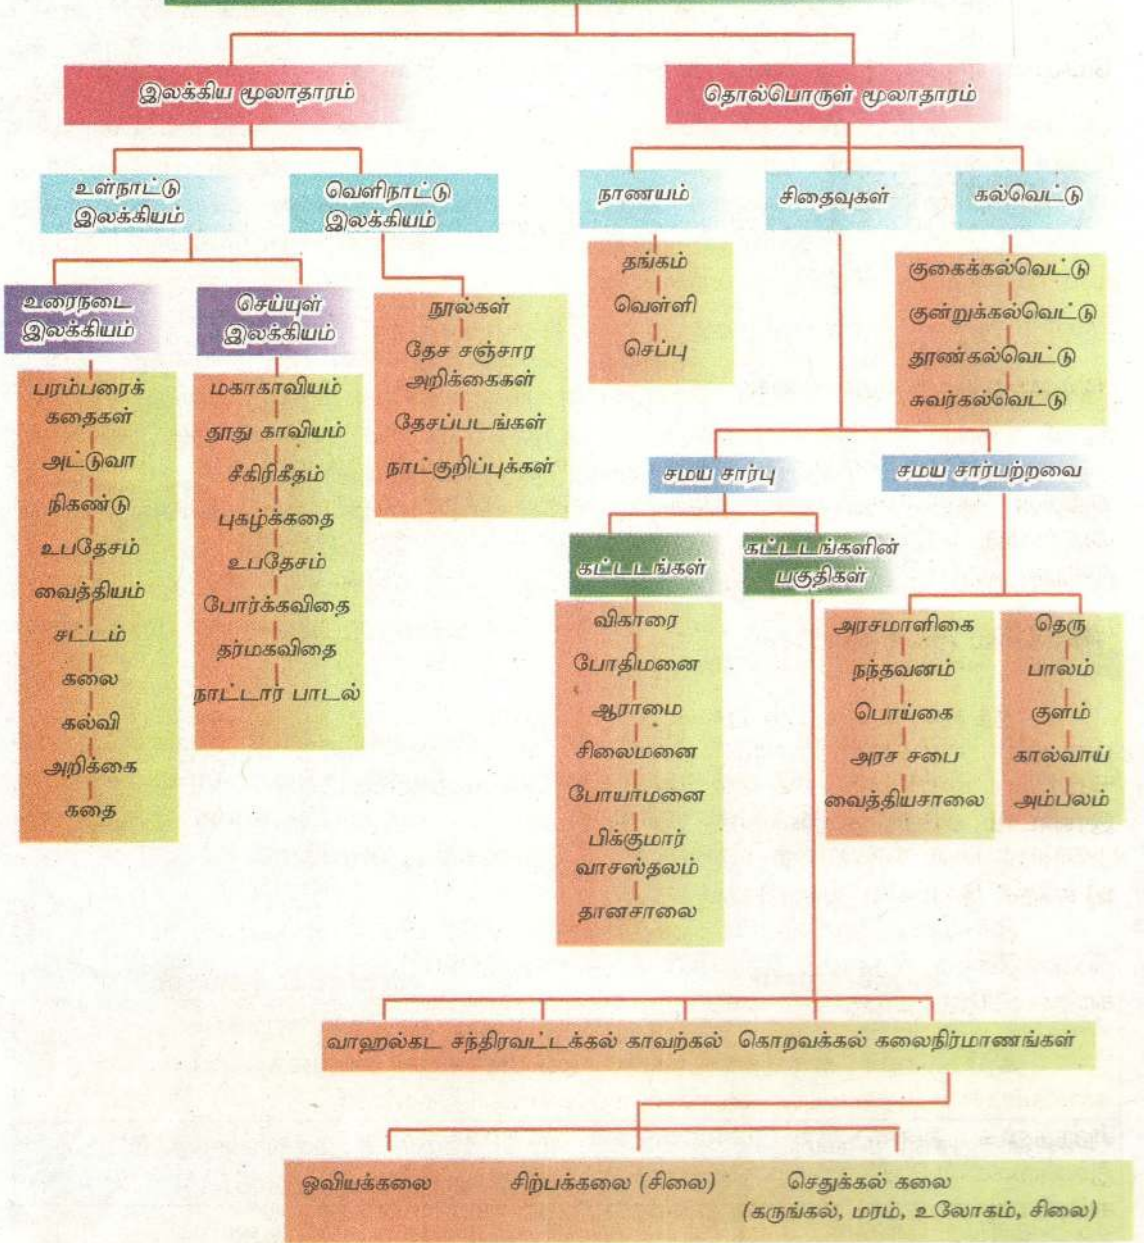 இலக்கிய மூலாதாரம்
தொல்பொருள் மூலாதாரம்
உள்நாட்டு
இலக்கியம்
வெளிநாட்டு
இலக்கியம்
நாணயம்
சிதைவுகள்
கல்வெட்டு
உரைநடை
இலக்கியம்
செய்யுள்
இலக்கியம்
நூல்கள்
தேச சஞ்சார
அறிக்கைகள்
தேசப்படங்கள்
நாட்குறிப்புக்கள்
தங்கம்
வெள்ளி
செப்பு
குகைக்கல்வெட்டு
குன்றுக்கல்வெட்டு
தூண்கல்வெட்டு
சுவர்கல்வெட்டு
பரம்பரைக்
கதைகள்
அட்டுவா
நிகண்டு
உபதேசம்
வைத்தியம்
சட்டம்
கலை
கல்வி
அறிக்கை
கதை
மகாகாவியம்
தூது காவியம்
சீகிரிகீதம்
புகழ்க்கதை
உபதேசம்
போர்க்கவிதை
தர்மகவிதை
நாட்டார் பாடல்
சமய சார்பு
சமய சார்பற்றவை
கட்டடங்கள்
கட்டடங்களின்
பகுதிகள்
விகாரை
போதிமனை
ஆராமை
சிலைமனை
போயாமனை
பிக்குமார்
வாசஸ்தலம்
தானசாலை
அரசமாளிகை
நந்தவனம்
பொய்கை
அரச சபை
வைத்தியசாலை
தெரு
பாலம்
குளம்
கால்வாய்
அம்பலம்
வாஹல்கட சந்திரவட்டக்கல் காவற்கல் கொறவக்கல் கலைநிர்மாணங்கள்
ஓவியக்கலை
சிற்பக்கலை (சிலை)
செதுக்கல் கலை
(கருங்கல், மரம், உலோகம், சிலை)